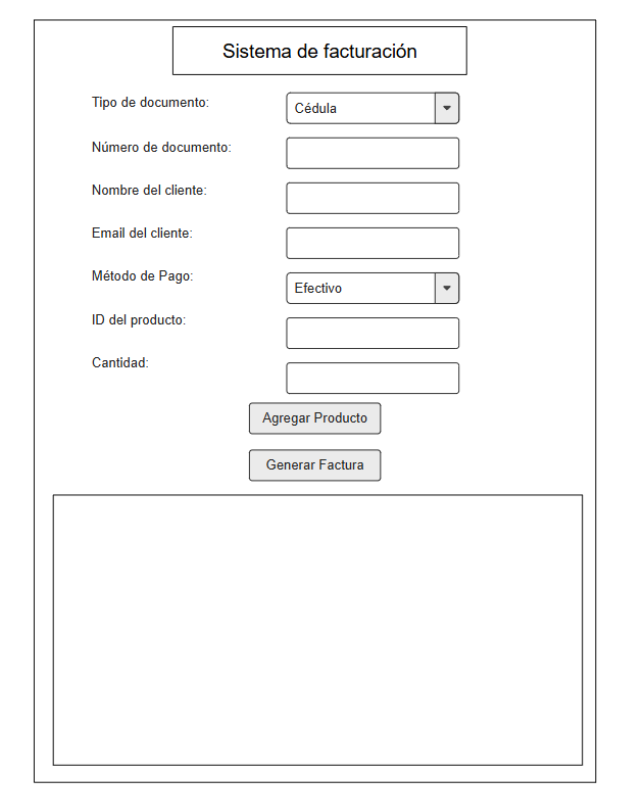 Sistema de facturación
Tipo de documento:
Cédula
Número de documento:
Nombre del cliente:
Email del cliente:
Método de Pago:
Efectivo
ID del producto:
Cantidad:
Agregar Producto
Generar Factura